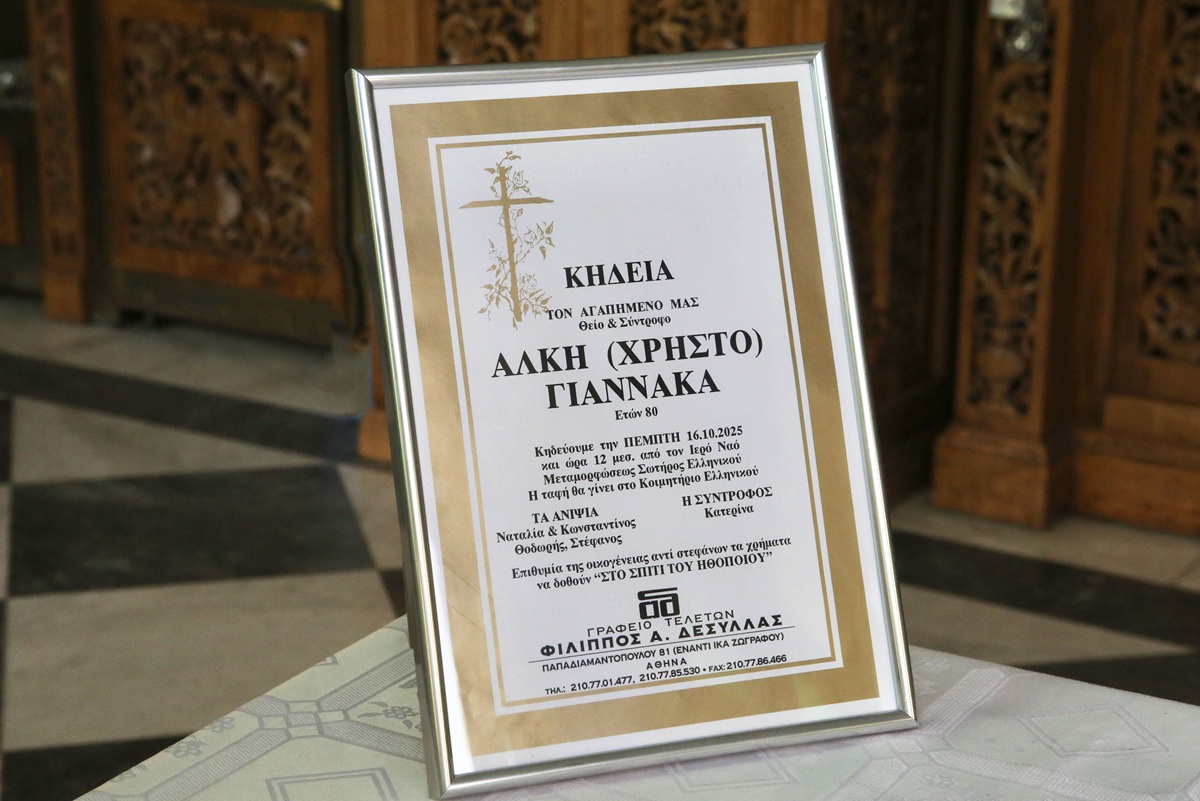 ΚΗΔΕΙΑ
ΤΟΝ ΑΓΑΠΗΜΕΝΟ ΜΑΣ
Θείο & Σύντροφο
ΑΛΚΗ (ΧΡΗΣΤΟ)
ΓΙΑΝΝΑΚΑ
Ετών 80
Κηδεύουμε την ΠΕΜΠΤΗ 16.10.2025
και ώρα 12 μεσ. από τον Ιερό Ναό
Μεταμορφώσεως Σωτήρος Ελληνικού
Η ταφή θα γίνει στο Κοιμητήριο Ελληνικού
ΤΑ ΑΝΙΨΙΑ
Ναταλία & Κωνσταντίνος
Θοδωρής, Στέφανος
Η ΣΥΝΤΡΟΦΟΣ
Κατερίνα
Επιθυμία της οικογένειας αντί στεφάνων τα χρήματα
να δοθούν “ΣΤΟ ΣΠΙΤΙ ΤΟΥ ΗΘΟΠΟΙΟΥ”
ΓΡΑΦΕΙΟ ΤΕΛΕΤΩΝ
ΦΙΛΙΠΠΟΣ Α. ΔΕΣΥΛΛΑΣ
ΠΑΠΑΔΙΑΜΑΝΤΟΠΟΥΛΟΥ 81 (ΕΝΑΝΤΙ ΙΚΑ ΖΩΓΡΑΦΟΥ)
ΑΘΗΝΑ
ΤΗΛ.: 210.77.01.477, 210.77.85.530 • FAX: 210.77.86.466